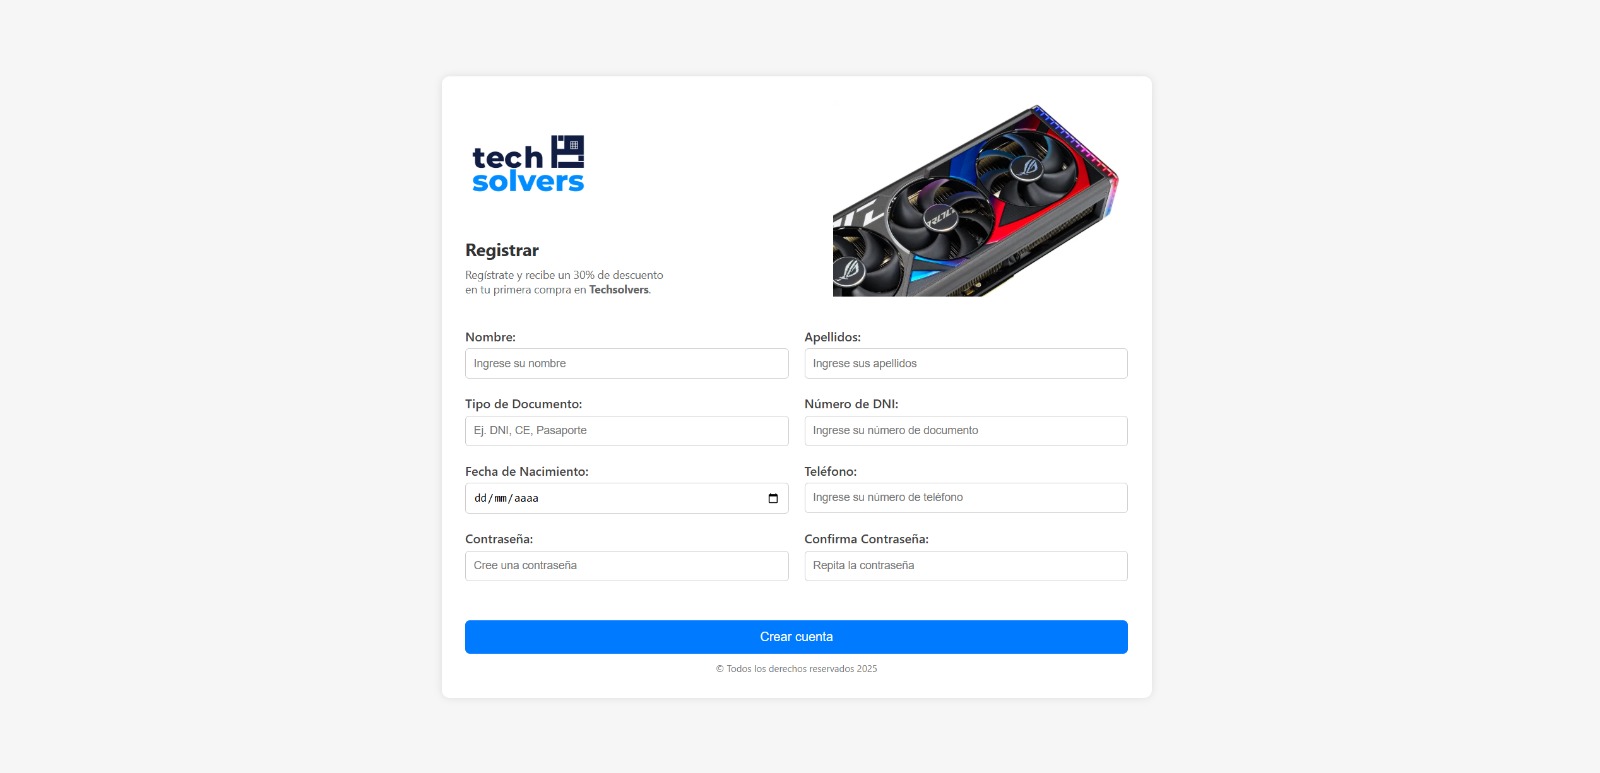 tech
solvers
Registrar
Regístrate y recibe un 30% de descuento
en tu primera compra en Techsolvers.
Nombre:
Ingrese su nombre
Apellidos:
Ingrese sus apellidos
Tipo de Documento:
Ej. DNI, CE, Pasaporte
Número de DNI:
Ingrese su número de documento
Fecha de Nacimiento:
dd/mm/aaaa
Teléfono:
Ingrese su número de teléfono
Contraseña:
Cree una contraseña
Confirma Contraseña:
Repita la contraseña
Crear cuenta
© Todos los derechos reservados 2025